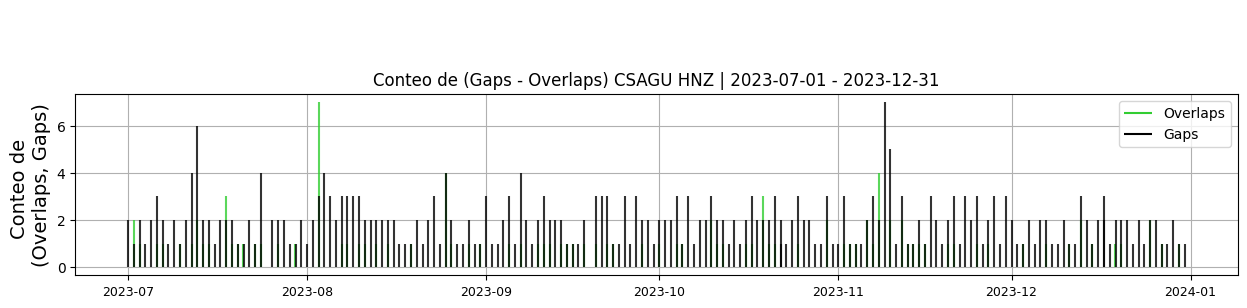 Conteo de (Gaps - Overlaps) CSAGU HNZ | 2023-07-01 - 2023-12-31
Conteo de
(Overlaps, Gaps)
6
4
2
0
Overlaps
Gaps
2023-07
2023-08
2023-09
2023-10
2023-11
2023-12
2024-01